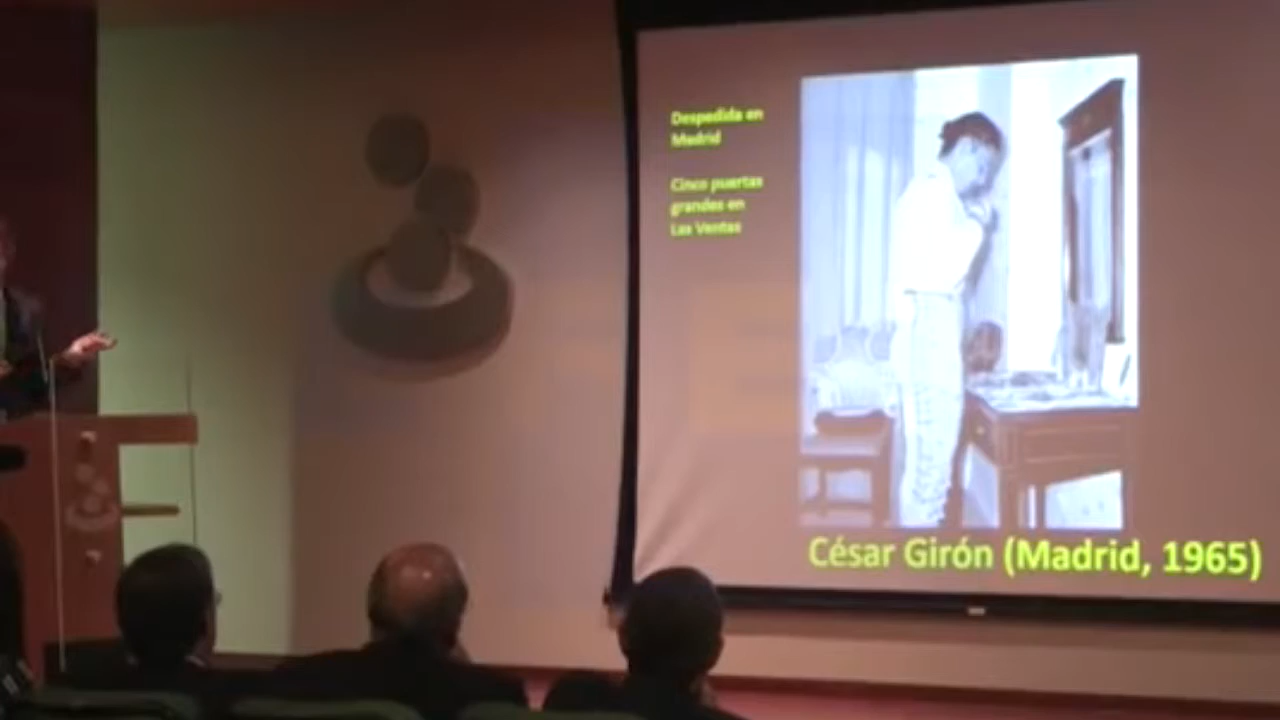 Despedida en
Madrid
Cinco puertas
grandes en
Las Ventas
César Girón (Madrid, 1965)